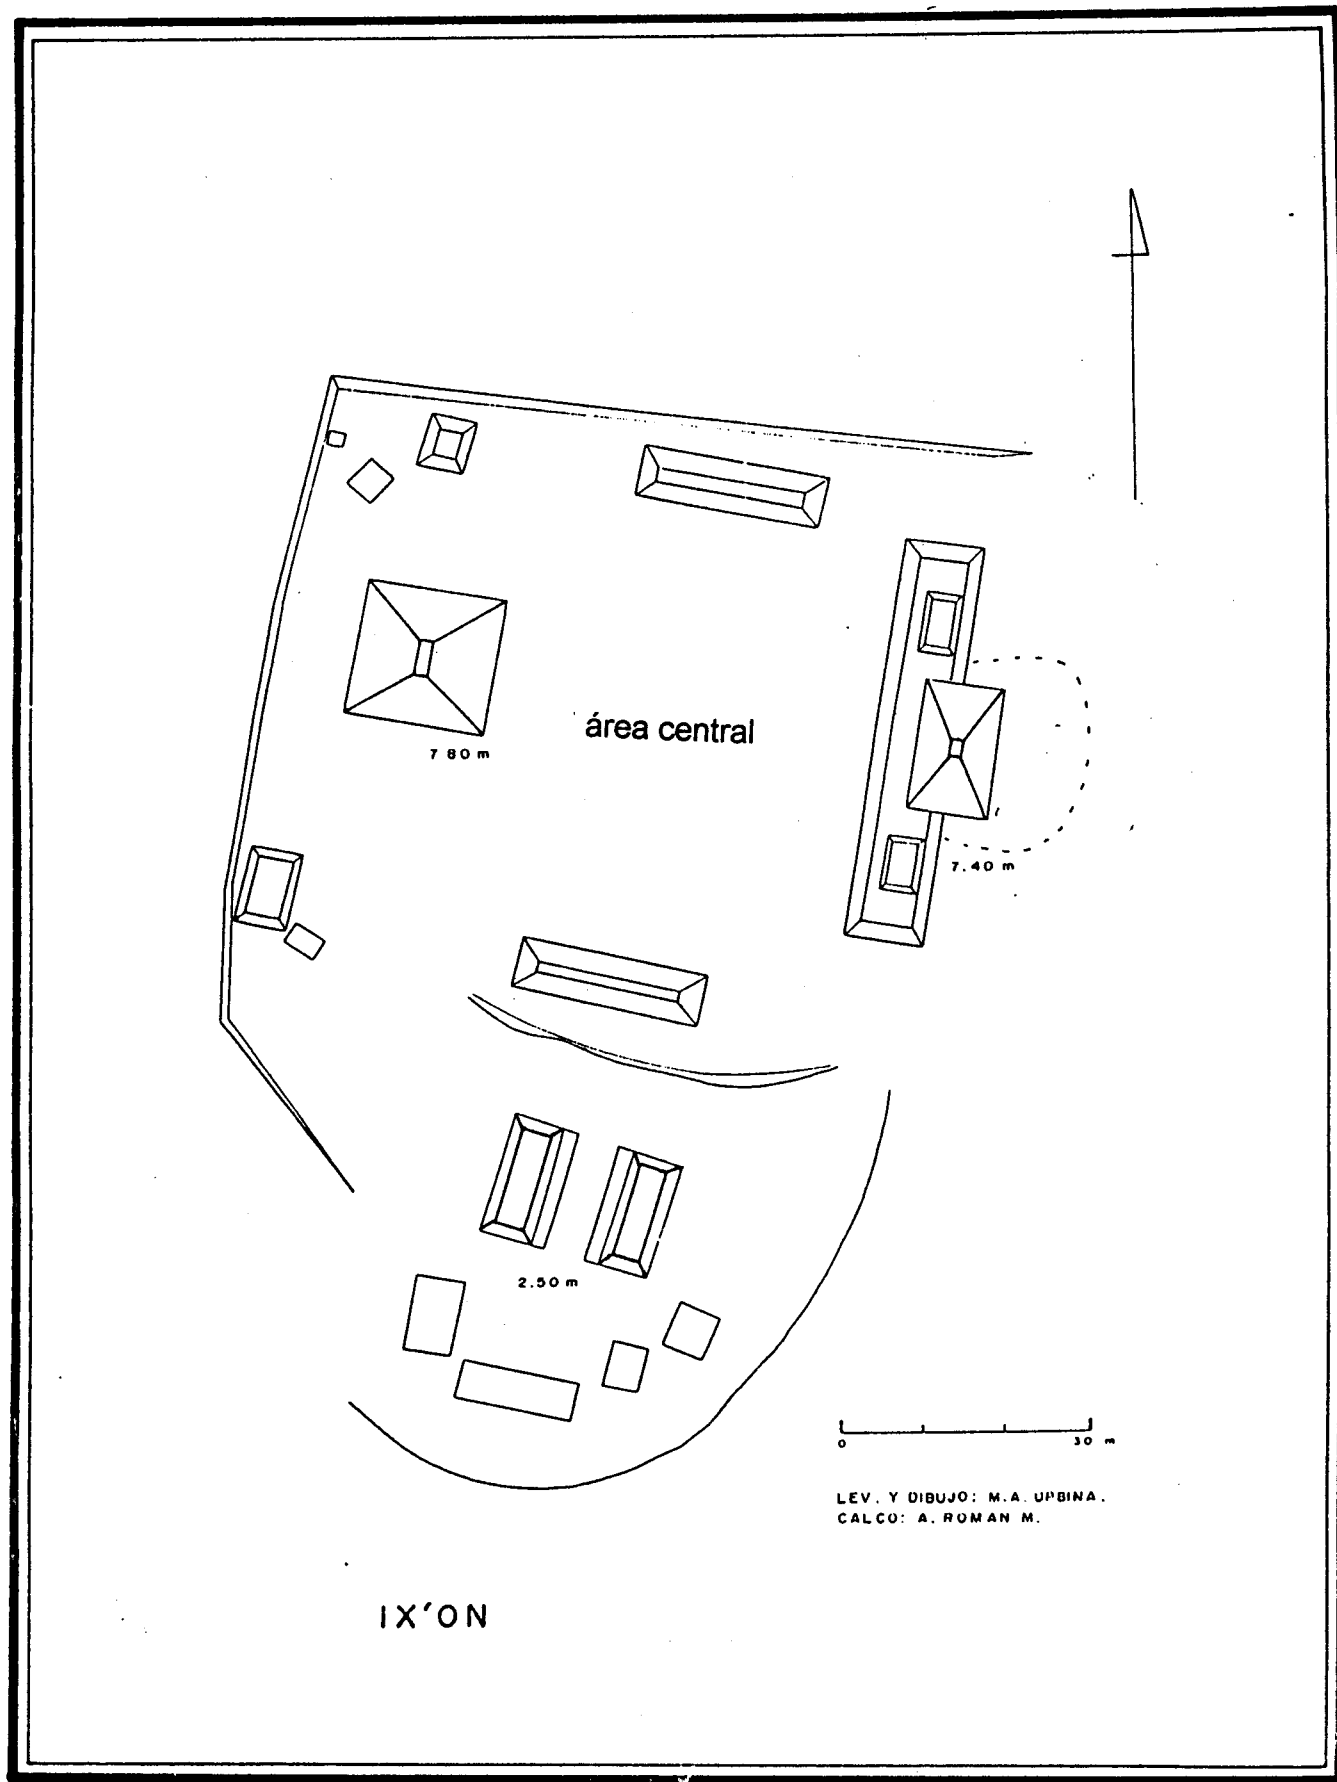 área central
7 80 m
7.40 m
2.50 m
0 30 m
LEV. Y DIBUJO: M.A. URBINA.
CALCO: A. ROMAN M.
IX'ON